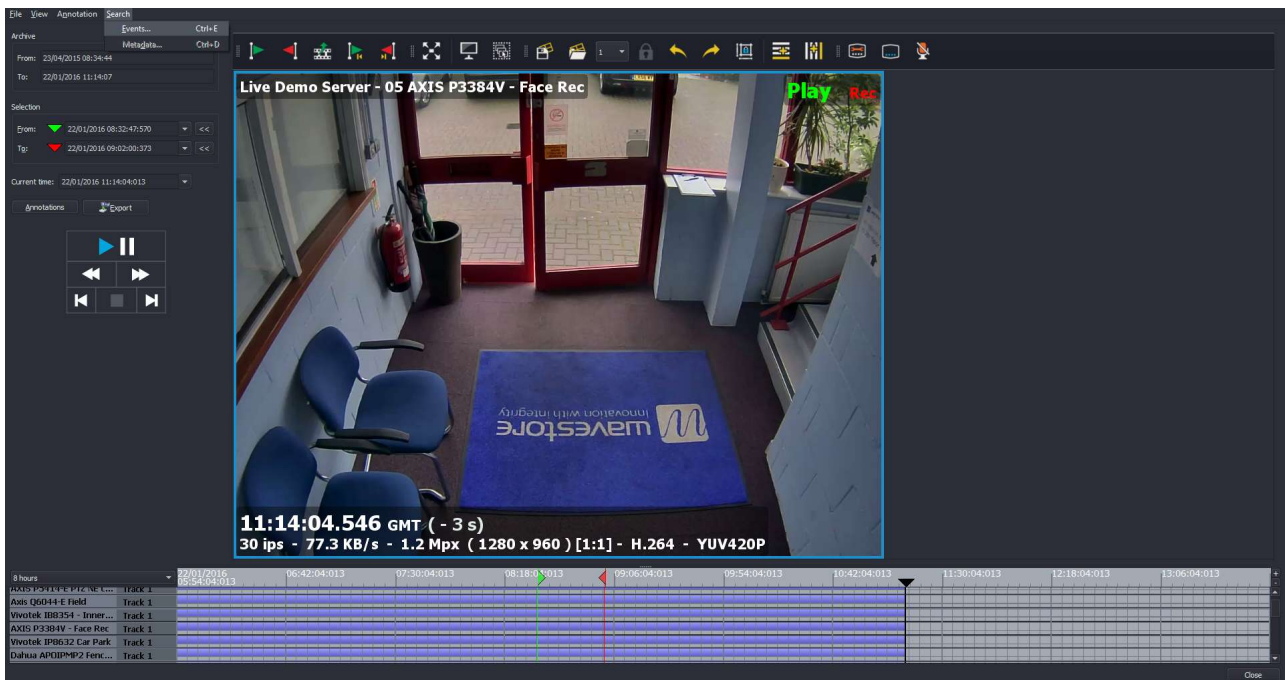 File View Annotation Search
Events... Ctrl+E
Metadata... Ctrl+D
Archive
From: 23/04/2015 08:34:44
To: 22/01/2016 11:14:07
Selection
From: 22/01/2016 08:32:47:570 <<
To: 22/01/2016 09:02:00:373 <<
Current time: 22/01/2016 11:14:04:013
Annotations Export
1
Live Demo Server - 05 AXIS P3384V - Face Rec
Play Rec
wavestore
innovation with integrity
11:14:04.546 GMT ( - 3 s)
30 ips - 77.3 KB/s - 1.2 Mpx ( 1280 x 960 ) [1:1] - H.264 - YUV420P
8 hours
22/01/2016
05:54:04:013 06:42:04:013 07:30:04:013 08:18:04:013 09:06:04:013 09:54:04:013 10:42:04:013 11:30:04:013 12:18:04:013 13:06:04:013
AXIS P5414-E PTZ NE C... Track 1
Axis Q6044-E Field Track 1
Vivotek IB8354 - Inner... Track 1
AXIS P3384V - Face Rec Track 1
Vivotek IP8632 Car Park Track 1
Dahua APOIPMP2 Fenc... Track 1
Close